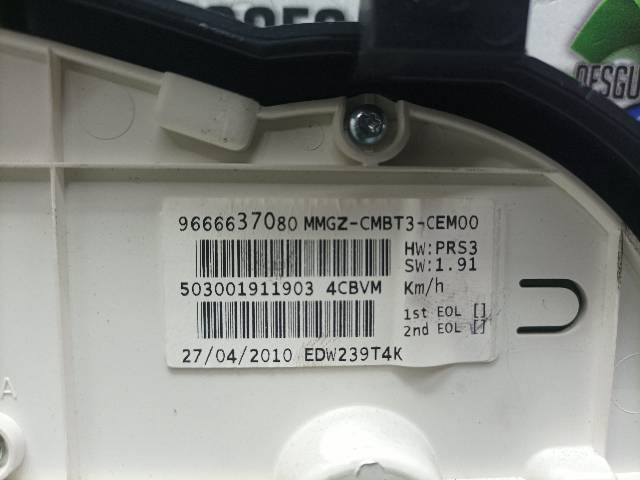 DESGU
9666637080 MMGZ-CMBT3-CEM00
HW:PRS3
SW:1.91
503001911903 4CBVM
Km/h
1st EOL []
2nd EOL []
27/04/2010 EDW239T4K
A